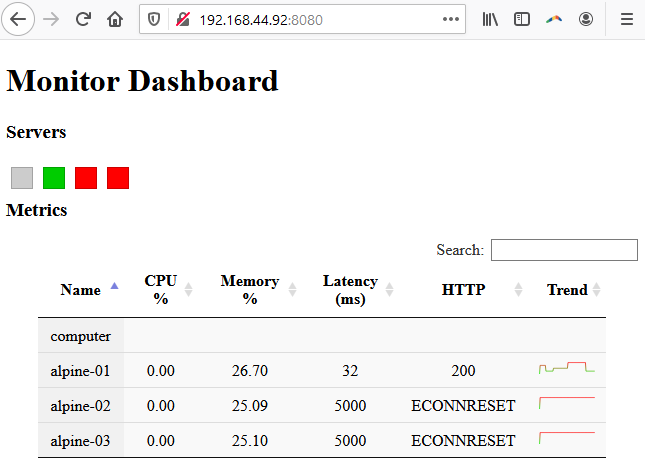 192.168.44.92:8080
Monitor Dashboard
Servers
Metrics
Search:
Name CPU % Memory % Latency (ms) HTTP Trend
computer
alpine-01 0.00 26.70 32 200
alpine-02 0.00 25.09 5000 ECONNRESET
alpine-03 0.00 25.10 5000 ECONNRESET